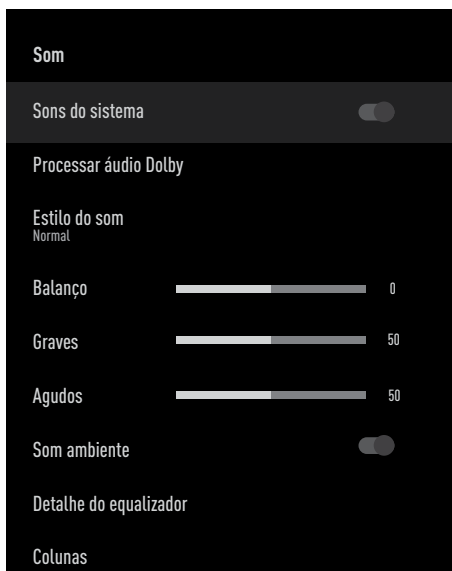 Som
Sons do sistema
Processar áudio Dolby
Estilo do som
Normal
Balanço 0
Graves 50
Agudos 50
Som ambiente
Detalhe do equalizador
Colunas